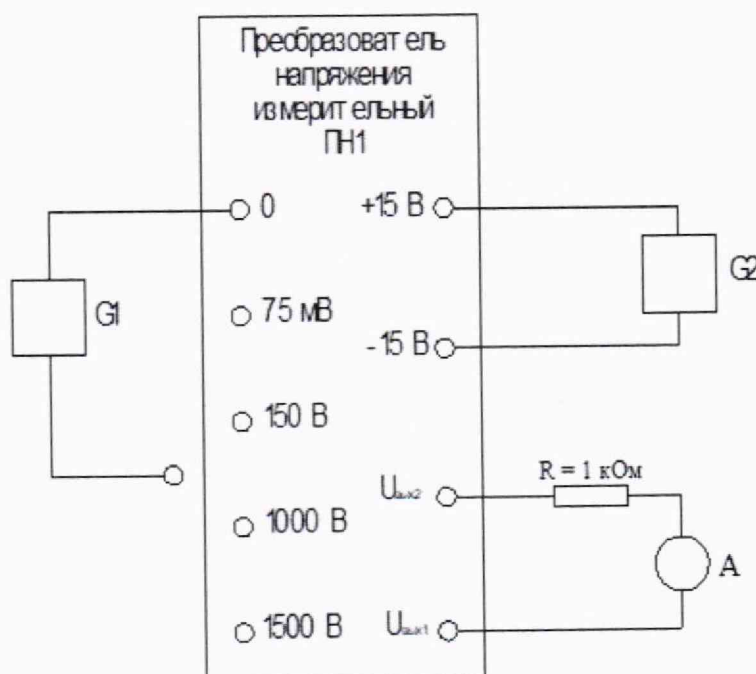 Преобразователь
напряжения
измерительный
ПН1
0
+15 В
G1
G2
75 мВ
-15 В
150 В
R = 1 кОм
Uвых2
1000 В
A
1500 В
Uвых1